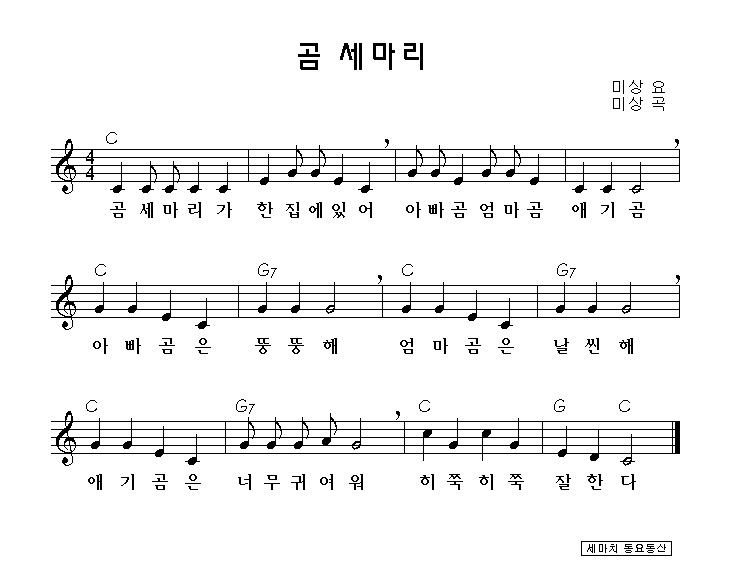 곰 세마리
미상 요
미상 곡
C
4
4
곰 세마리가 한집에있어 아빠곰엄마곰 애기곰
C G7 C G7
아빠곰은 뚱뚱해 엄마곰은 날씬해
C G7 C G C
애기곰은 너무귀여워 히쭉히쭉 잘한다
세마치 동요동산